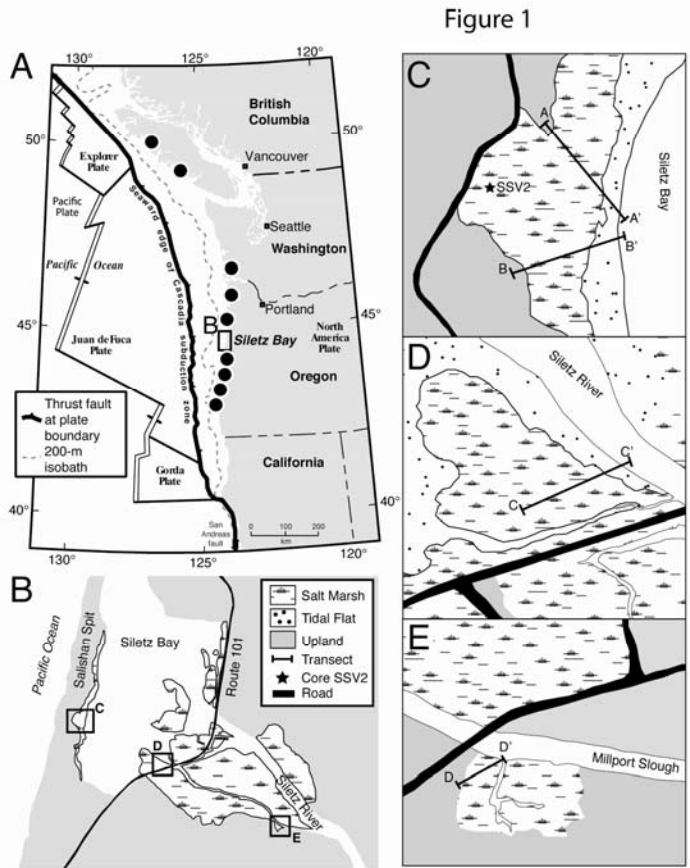 Figure 1
A
130°
125°
120°
50°
50°
British
Columbia
Vancouver
Explorer
Plate
Pacific
Plate
Seaward edge of Cascadia subduction zone
Seattle
Washington
Pacific Ocean
Portland
45°
45°
B
Siletz Bay
North
America
Plate
Juan de Fuca
Plate
Oregon
Thrust fault
at plate
boundary
200-m
isobath
Gorda
Plate
California
40°
40°
San
Andreas
fault
0 100 200
km
130°
125°
120°
B
Pacific Ocean
Salishan Spit
Siletz Bay
Route 101
C
D
Siletz River
E
Salt Marsh
Tidal Flat
Upland
Transect
Core SSV2
Road
C
A
SSV2
A'
B
B'
Siletz Bay
D
Siletz River
C'
C
E
D'
D
Millport Slough